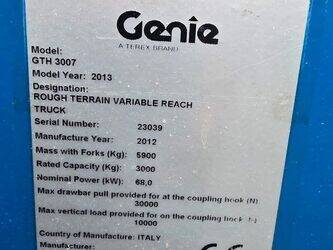 Genie
A TEREX BRAND
Model:
GTH 3007
Model Year: 2013
Designation:
ROUGH TERRAIN VARIABLE REACH
TRUCK
Serial Number: 23039
Manufacture Year: 2012
Mass with Forks (Kg): 5900
Rated Capacity (Kg): 3000
Nominal Power (kW): 68,0
Max drawbar pull provided for at the coupling hook (N)
30000
Max vertical load provided for on the coupling hook
10000
Country of Manufacture: ITALY
Manufacturer: